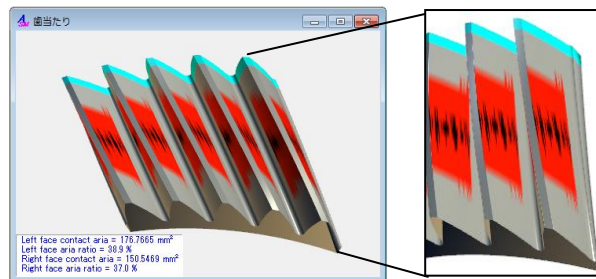 歯当たり
Left face contact aria = 176.7665 mm²
Left face aria ratio = 38.9 %
Right face contact aria = 150.5469 mm²
Right face aria ratio = 37.0 %